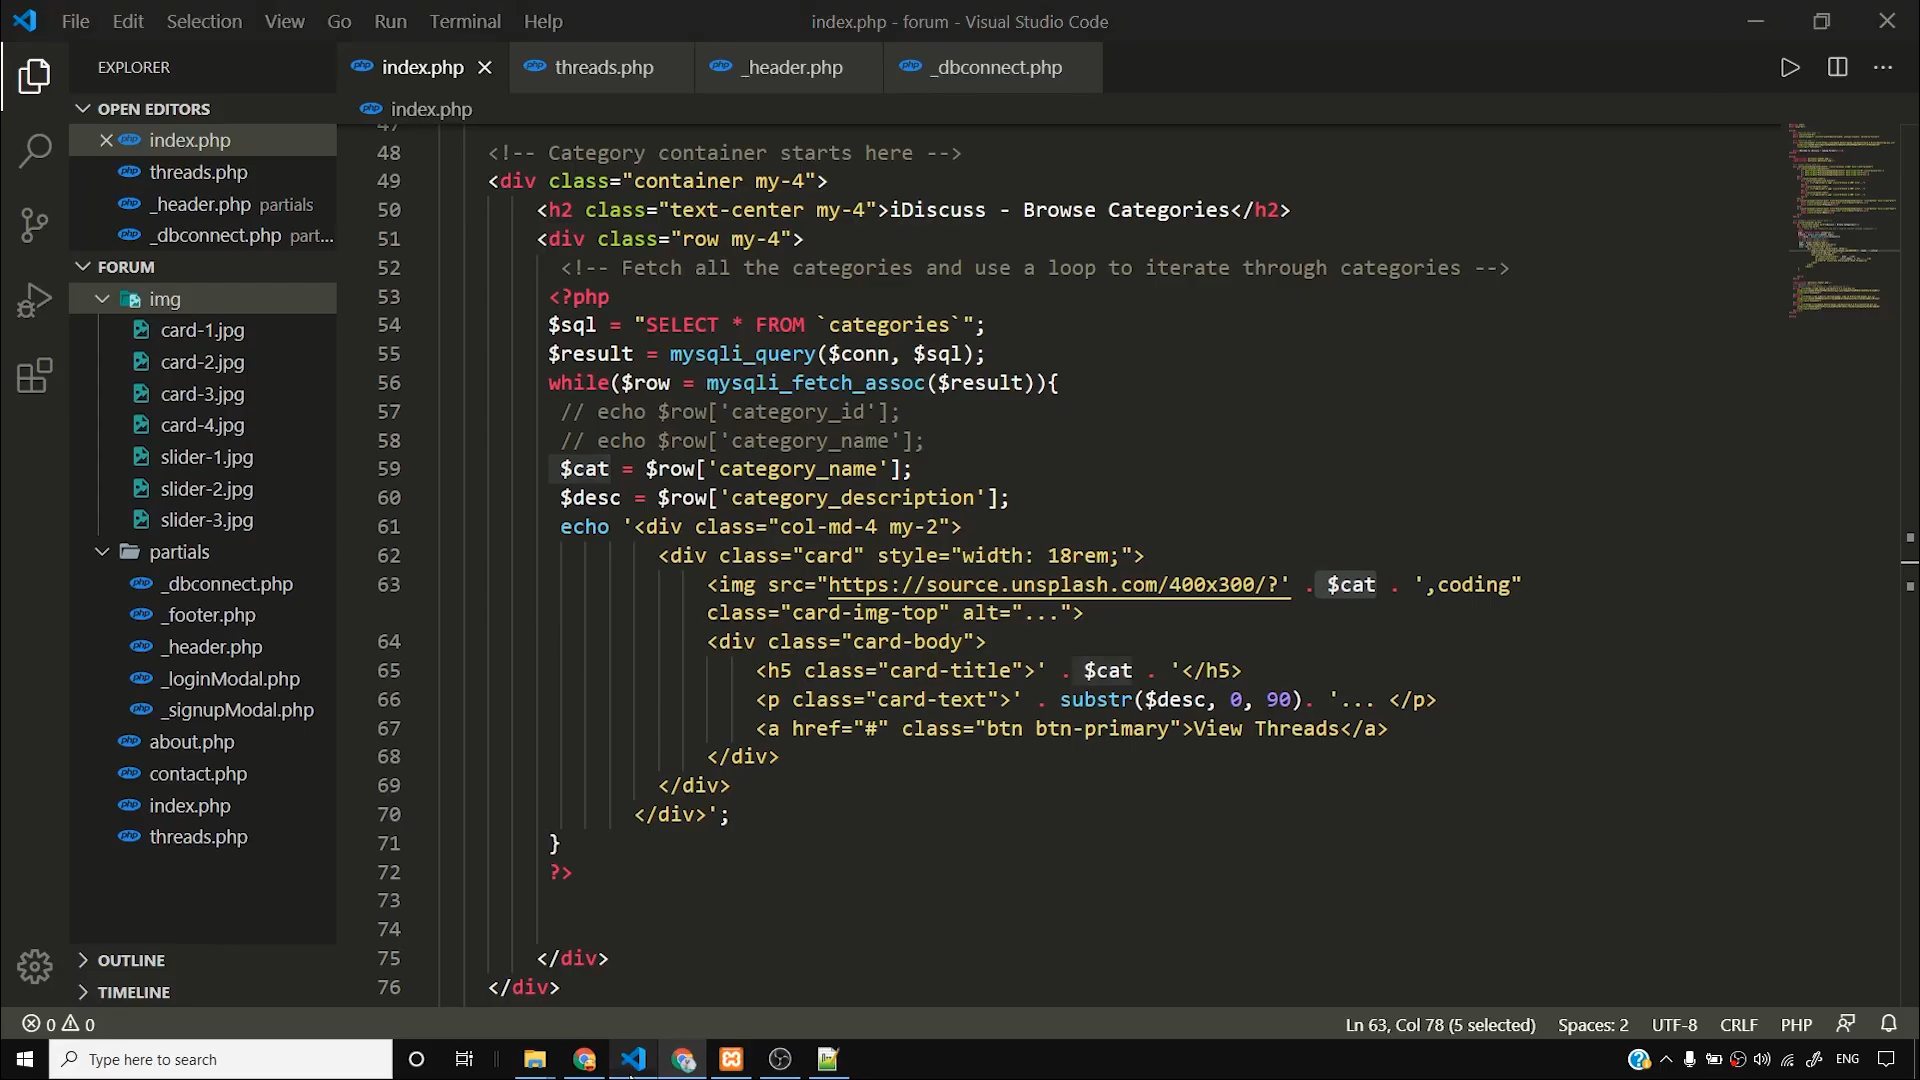 File Edit Selection View Go Run Terminal Help
index.php - forum - Visual Studio Code
EXPLORER
index.php
threads.php
_header.php
_dbconnect.php
OPEN EDITORS
index.php
threads.php
_header.php partials
_dbconnect.php part...
FORUM
img
card-1.jpg
card-2.jpg
card-3.jpg
card-4.jpg
slider-1.jpg
slider-2.jpg
slider-3.jpg
partials
_dbconnect.php
_footer.php
_header.php
_loginModal.php
_signupModal.php
about.php
contact.php
index.php
threads.php
OUTLINE
TIMELINE
index.php
47
48 <!-- Category container starts here -->
49 <div class="container my-4">
50 <h2 class="text-center my-4">iDiscuss - Browse Categories</h2>
51 <div class="row my-4">
52 <!-- Fetch all the categories and use a loop to iterate through categories -->
53 <?php
54 $sql = "SELECT * FROM `categories`";
55 $result = mysqli_query($conn, $sql);
56 while($row = mysqli_fetch_assoc($result)){
57 // echo $row['category_id'];
58 // echo $row['category_name'];
59 $cat = $row['category_name'];
60 $desc = $row['category_description'];
61 echo '<div class="col-md-4 my-2">
62 <div class="card" style="width: 18rem;">
63 <img src="https://source.unsplash.com/400x300/?' . $cat . ',coding"
class="card-img-top" alt="...">
64 <div class="card-body">
65 <h5 class="card-title">' . $cat . '</h5>
66 <p class="card-text">' . substr($desc, 0, 90). '... </p>
67 <a href="#" class="btn btn-primary">View Threads</a>
68 </div>
69 </div>
70 </div>';
71 }
72 ?>
73
74
75 </div>
76 </div>
0 0
Ln 63, Col 78 (5 selected) Spaces: 2 UTF-8 CRLF PHP
Type here to search
ENG